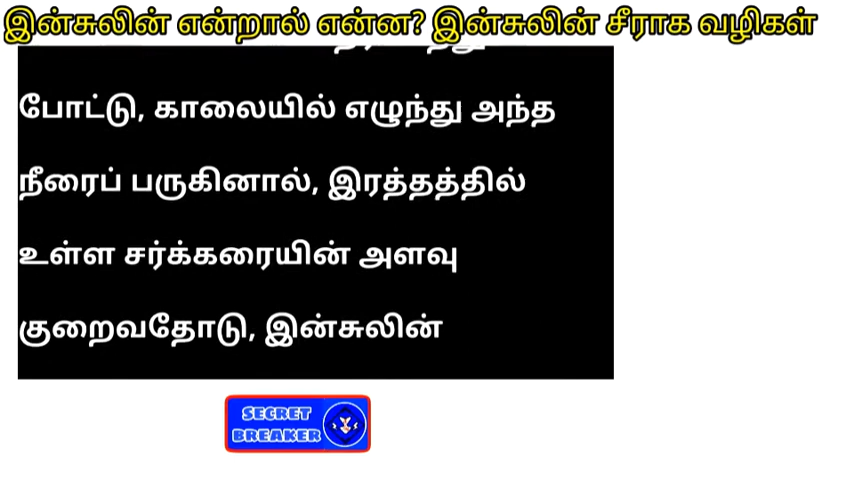 இன்சுலின் என்றால் என்ன? இன்சுலின் சீராக வழிகள்
போட்டு, காலையில் எழுந்து அந்த
நீரைப் பருகினால், இரத்தத்தில்
உள்ள சர்க்கரையின் அளவு
குறைவதோடு, இன்சுலின்
SECRET
BREAKER